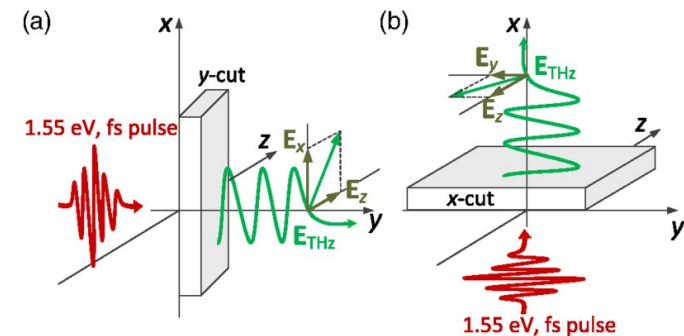 (a)
x
y-cut
1.55 eV, fs pulse
z
Ex
Ez
y
ETHz
(b)
x
Ey
ETHz
Ez
z
x-cut
y
1.55 eV, fs pulse